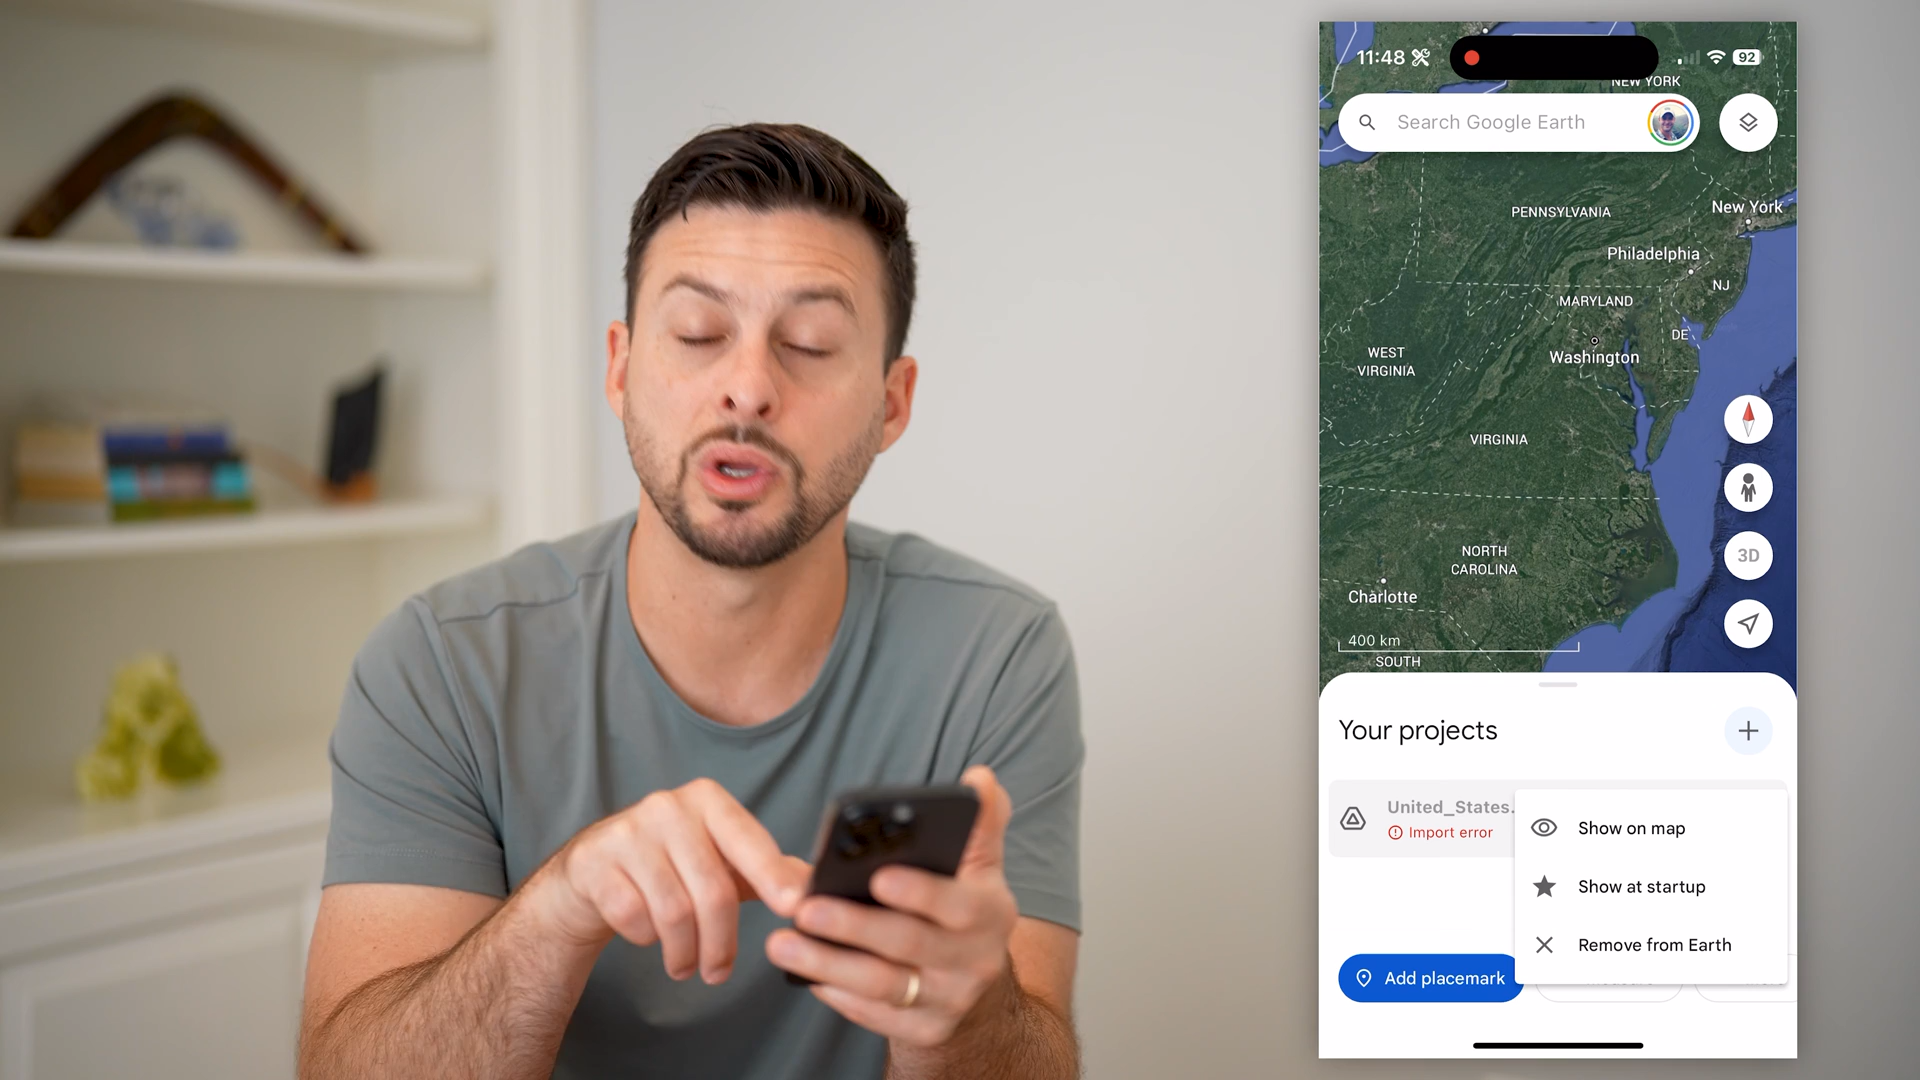 11:48
92
NEW YORK
Search Google Earth
PENNSYLVANIA
New York
Philadelphia
NJ
MARYLAND
DE
WEST
VIRGINIA
Washington
VIRGINIA
3D
NORTH
CAROLINA
Charlotte
400 km
SOUTH
Your projects
United_States.
Import error
Show on map
Show at startup
Remove from Earth
Add placemark